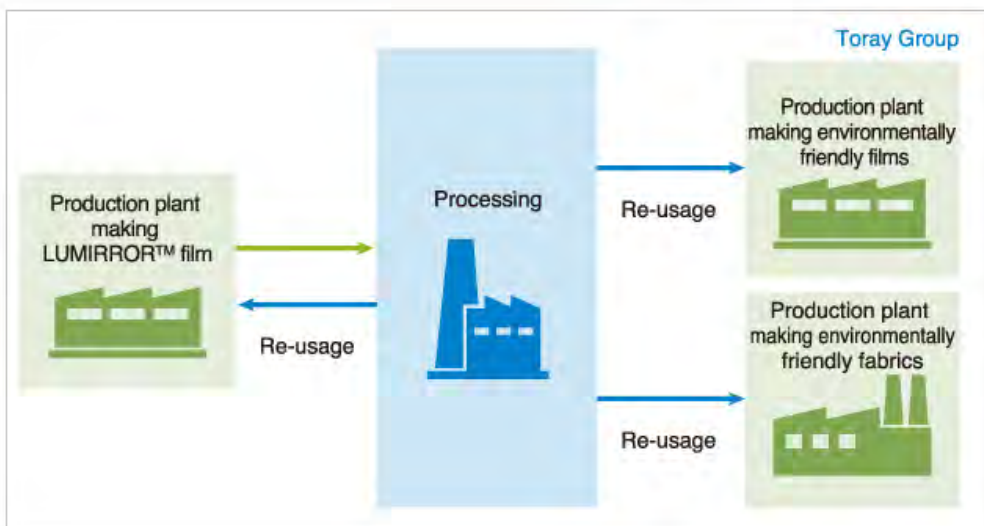 Toray Group
Production plant
making
LUMIRROR™ film
Re-usage
Processing
Re-usage
Production plant
making environmentally
friendly films
Re-usage
Production plant
making environmentally
friendly fabrics